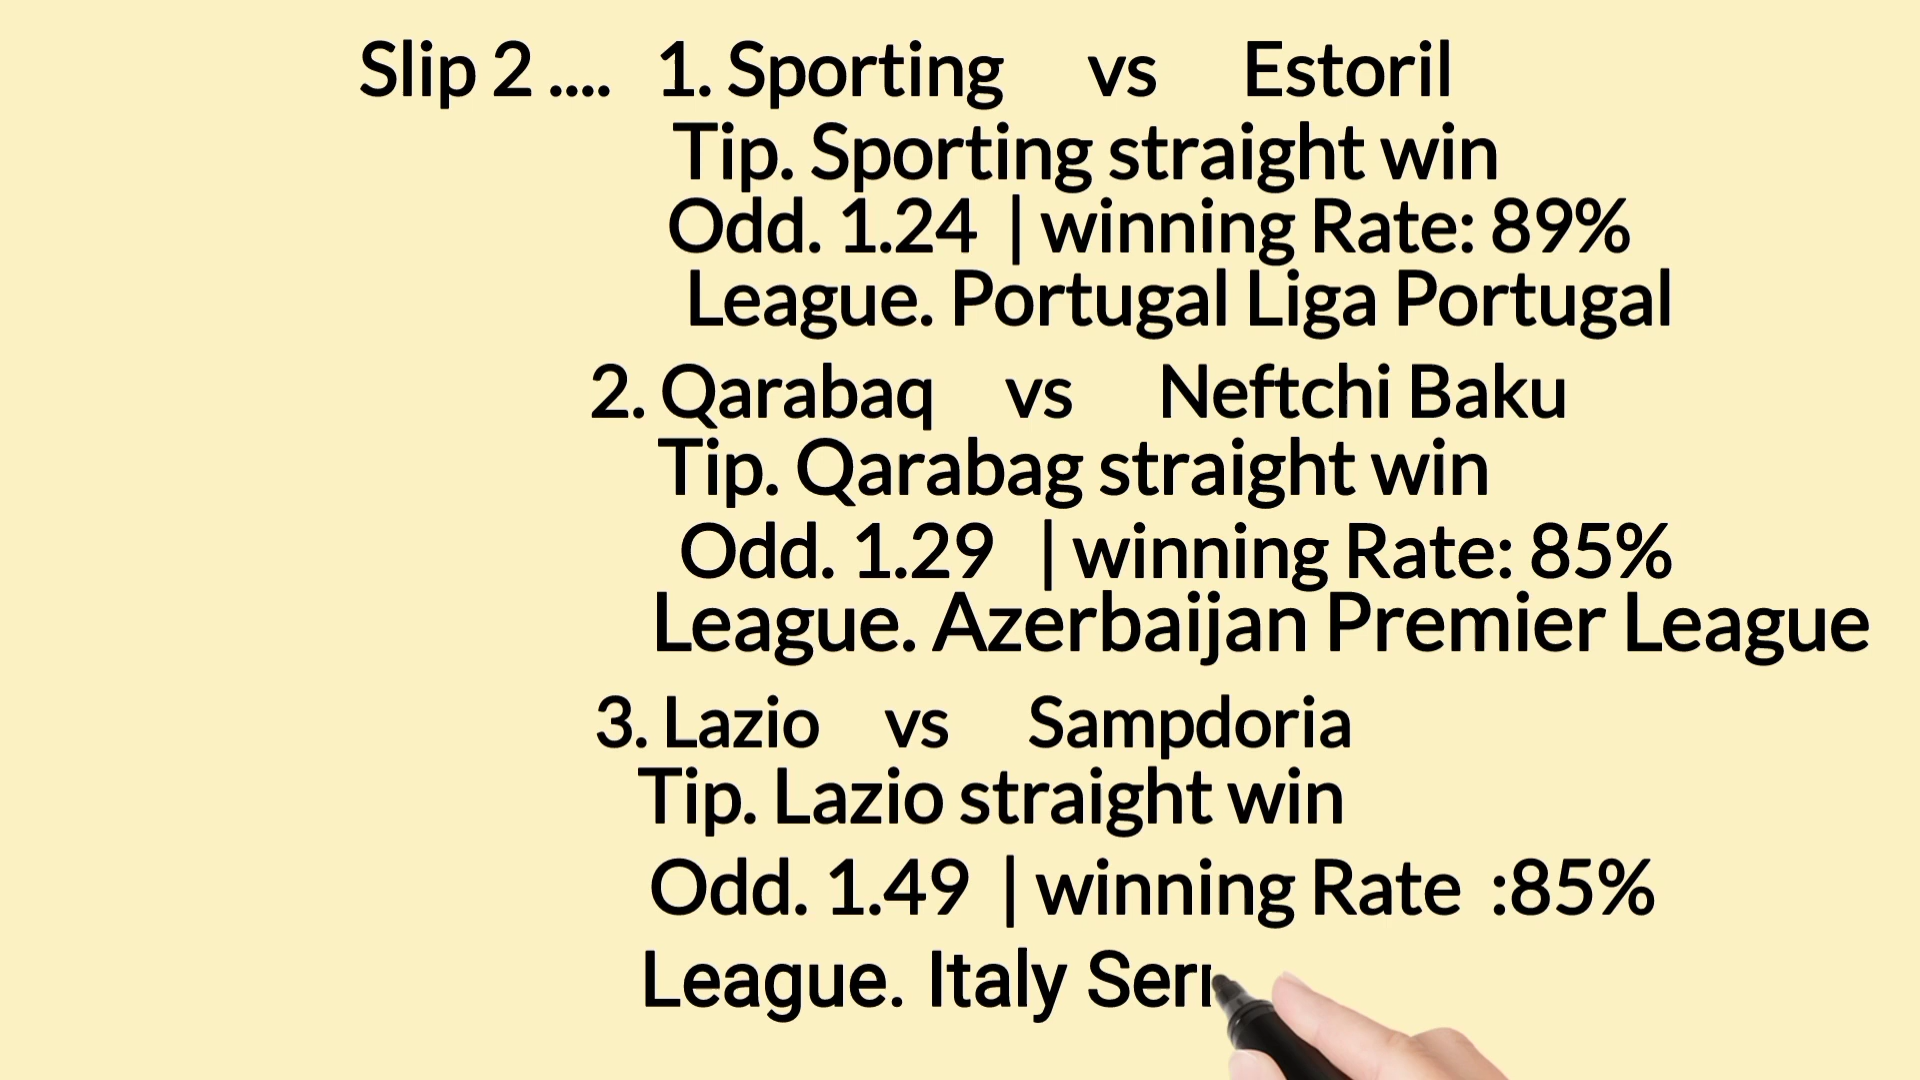 Slip 2 .... 1. Sporting vs Estoril
Tip. Sporting straight win
Odd. 1.24 | winning Rate: 89%
League. Portugal Liga Portugal
2. Qarabaq vs Neftchi Baku
Tip. Qarabag straight win
Odd. 1.29 | winning Rate: 85%
League. Azerbaijan Premier League
3. Lazio vs Sampdoria
Tip. Lazio straight win
Odd. 1.49 | winning Rate :85%
League. Italy